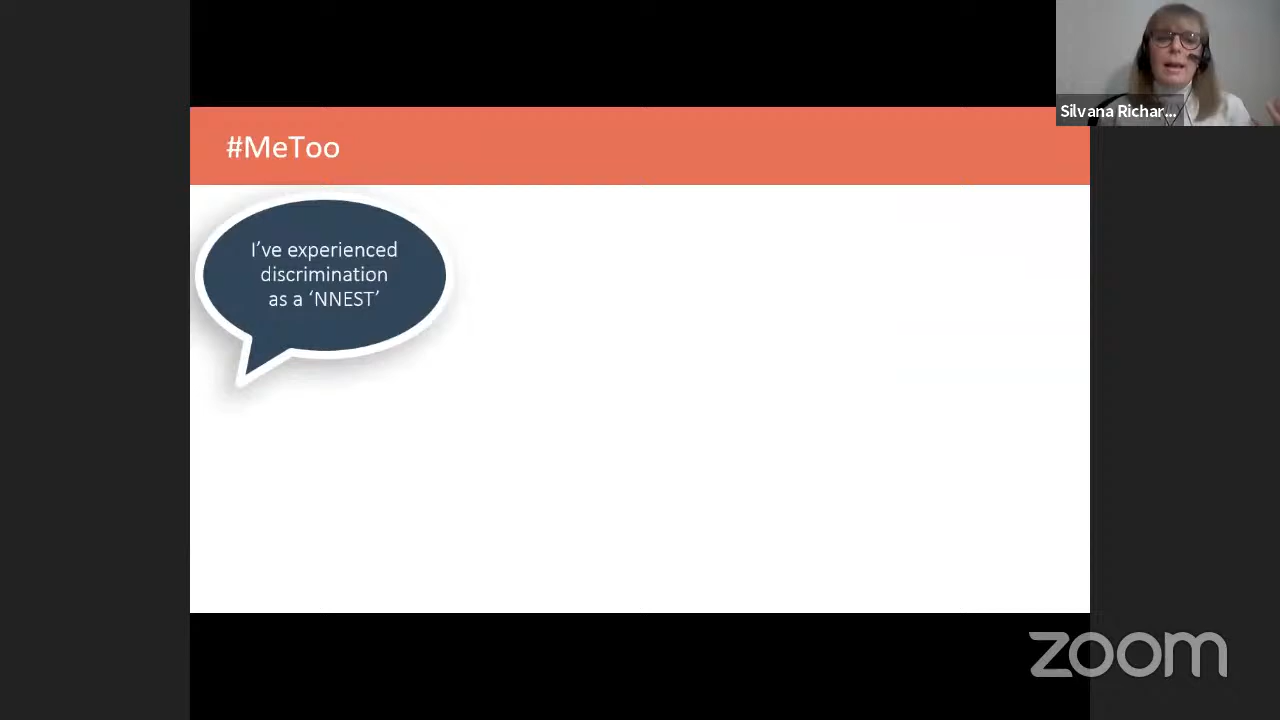 #MeToo
I’ve experienced
discrimination
as a ‘NNEST’
Silvana Richar...
zoom